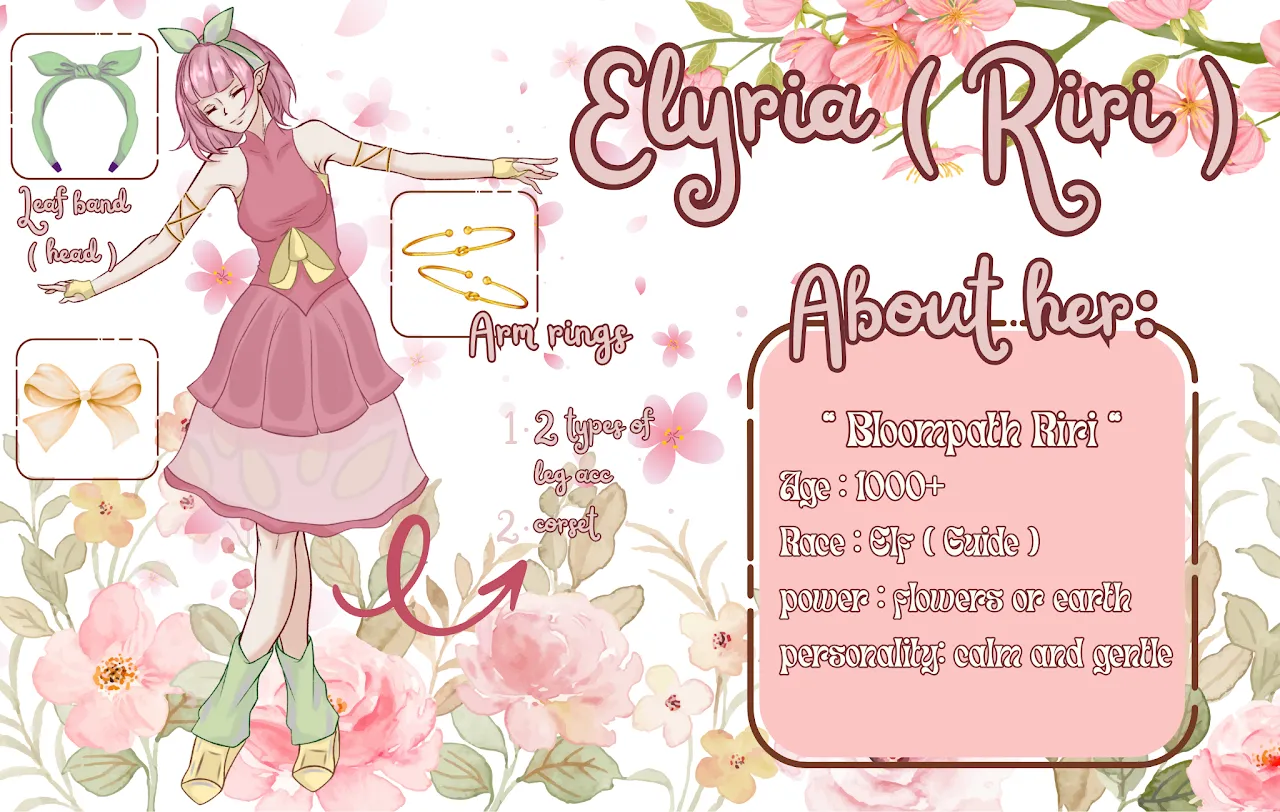 Elyria ( Riri )
Leaf band
( head )
Arm rings
About her:
1. 2 types of
leg acc
2. corset
“ Bloompath Riri “
Age : 1000+
Race : Elf ( Guide )
power : flowers or earth
personality: calm and gentle